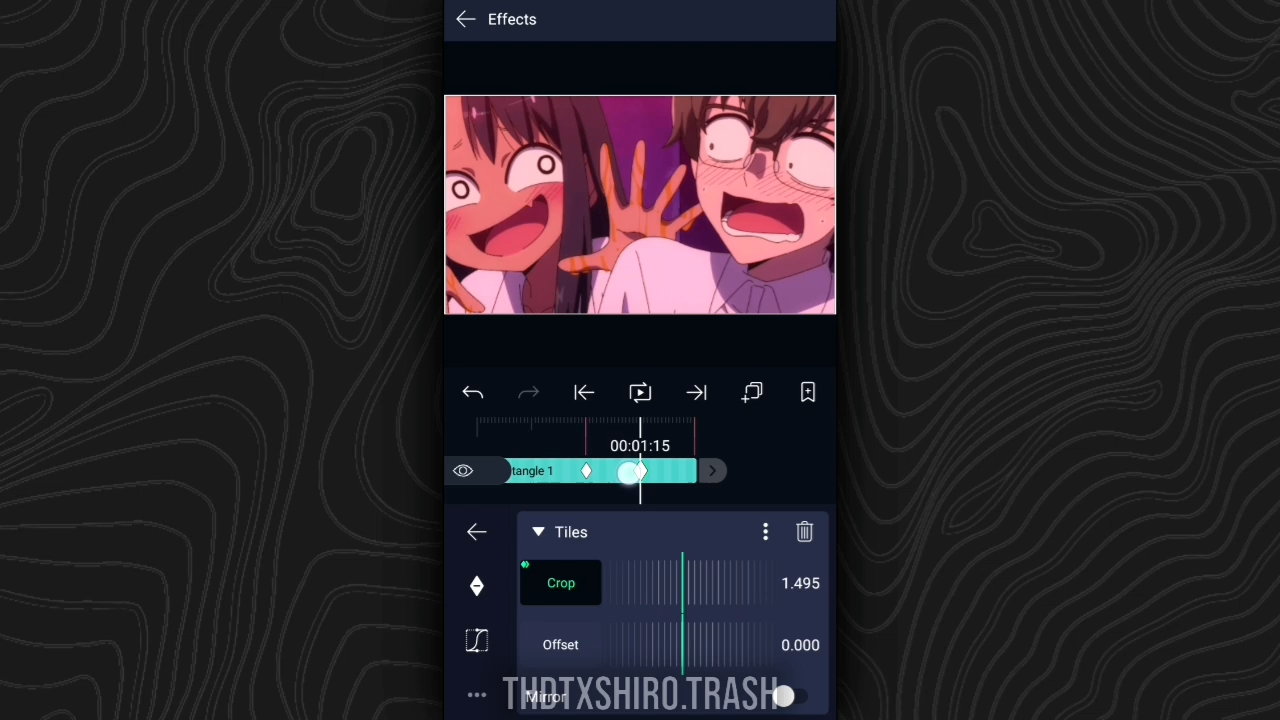 Effects
00:01:15
tangle 1
Tiles
Crop
1.495
Offset
0.000
Mirror
THDTXSHIRO.TRASH